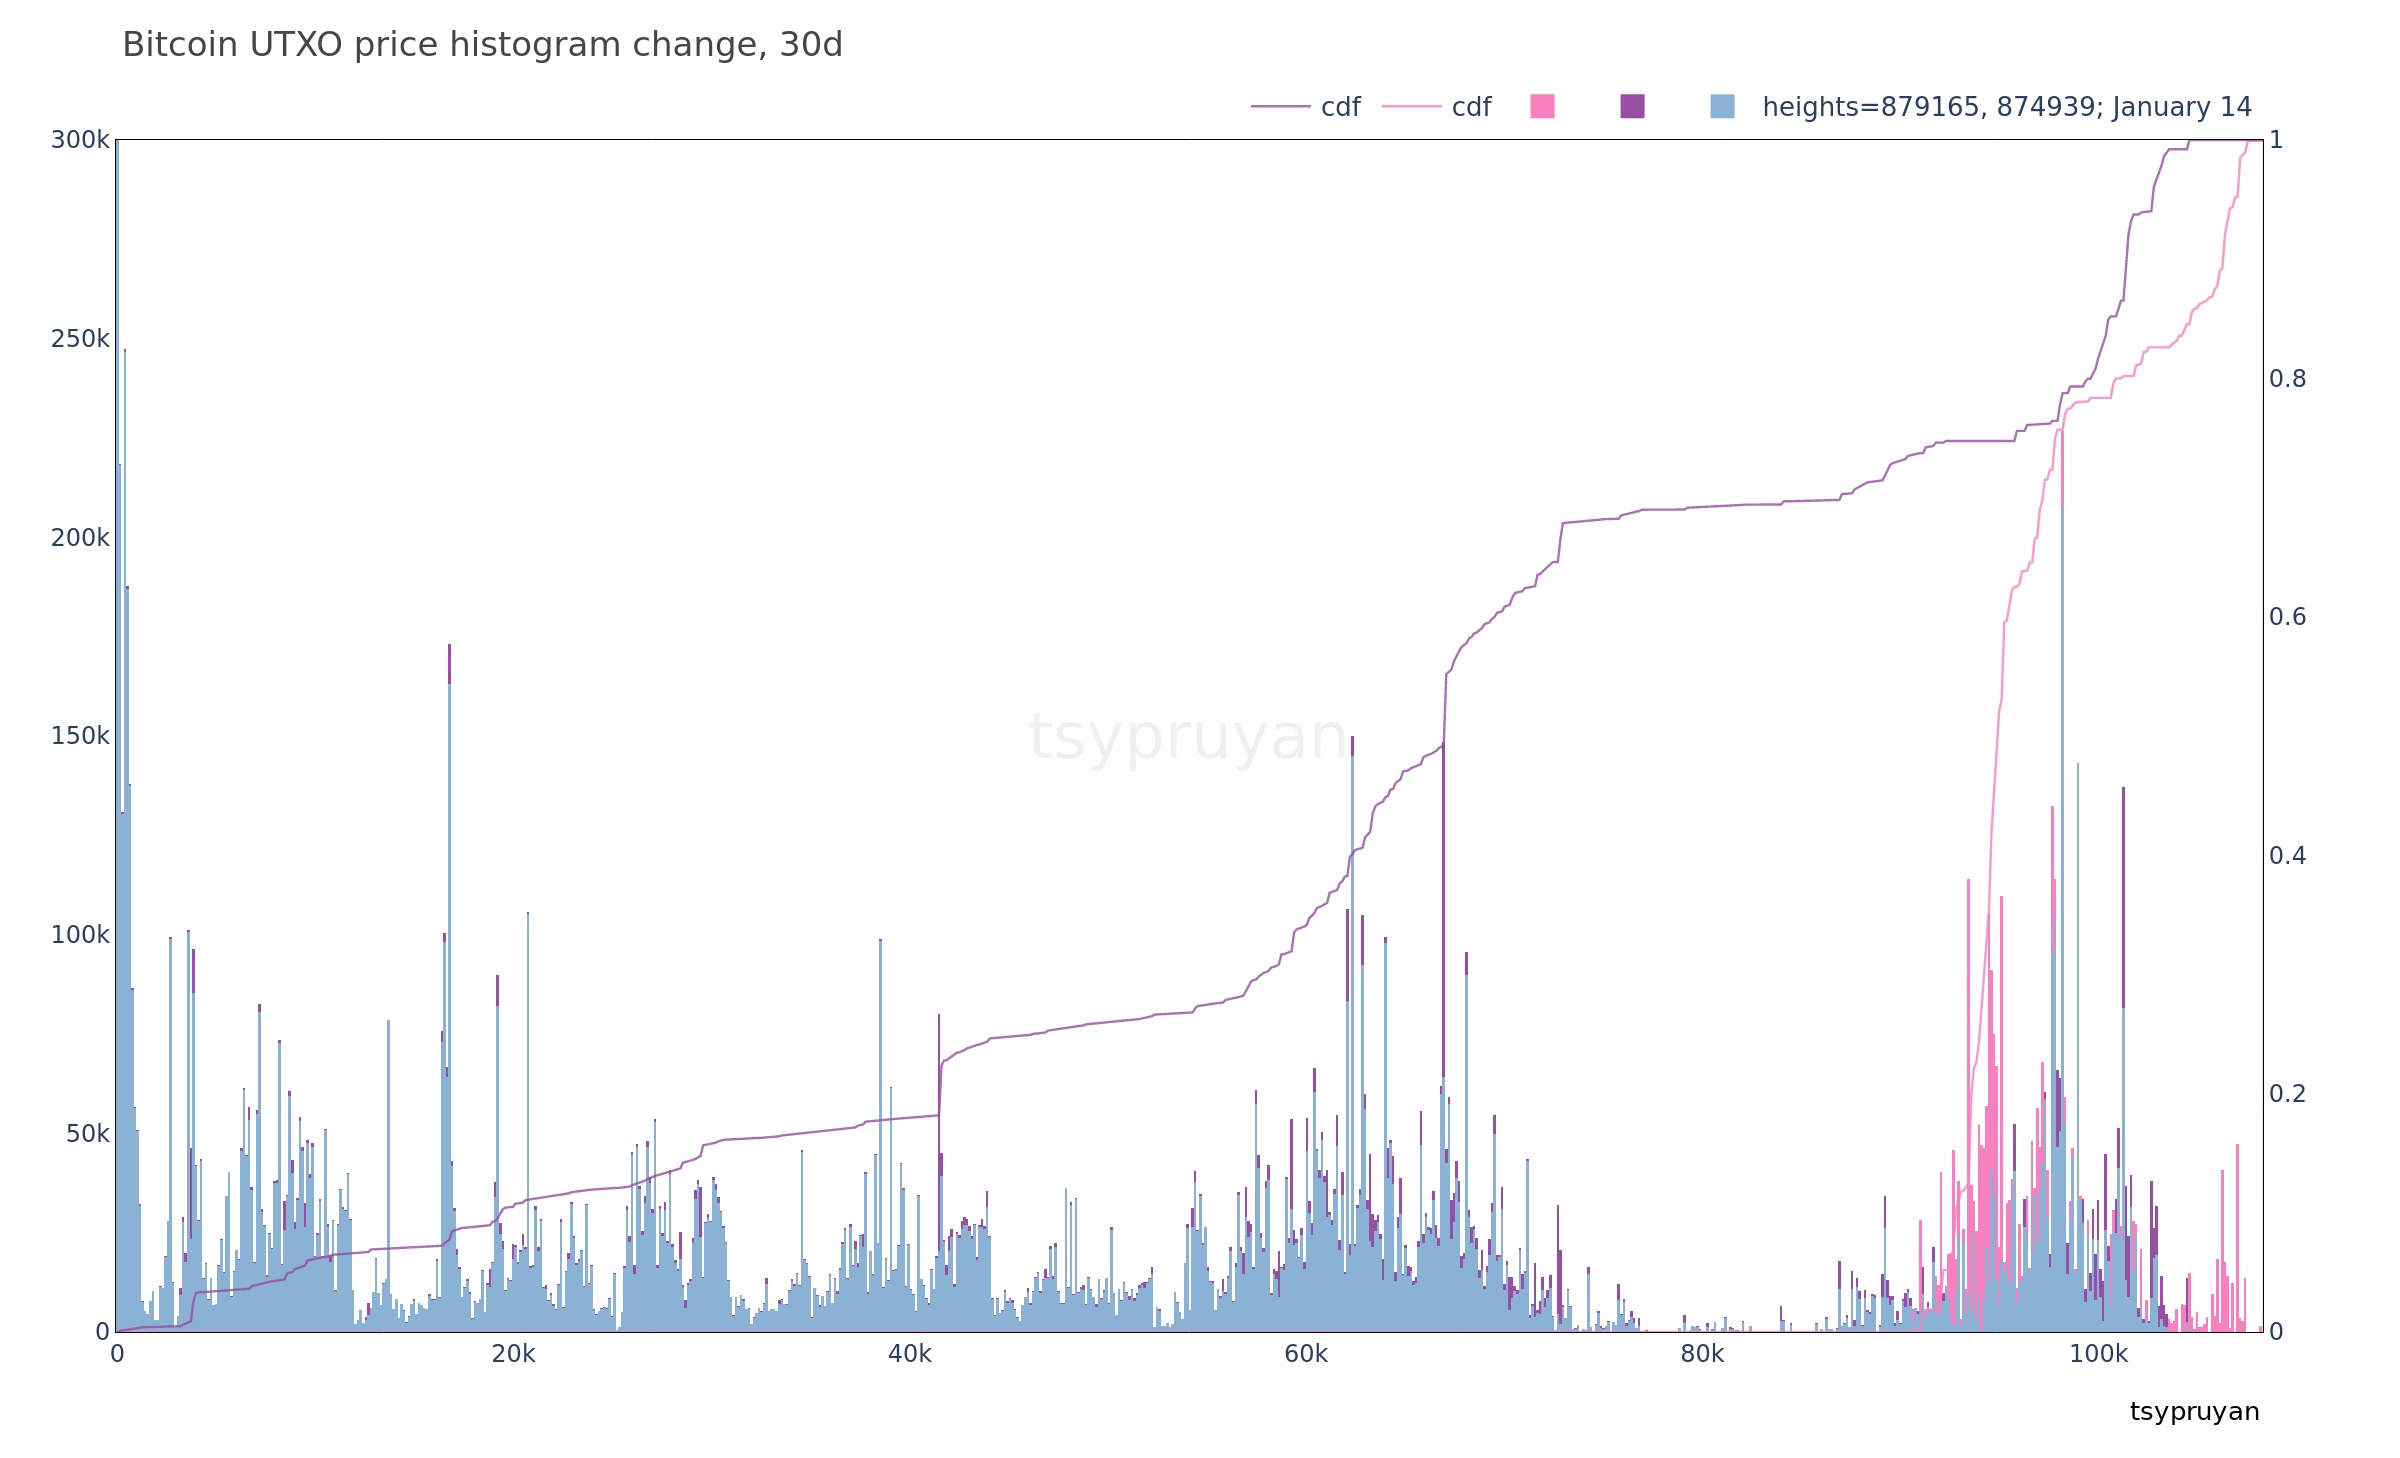 Bitcoin UTXO price histogram change, 30d
cdf cdf heights=879165, 874939; January 14
300k
250k
200k
150k
100k
50k
0
1
0.8
0.6
0.4
0.2
0
tsypruyan
0 20k 40k 60k 80k 100k
tsypruyan